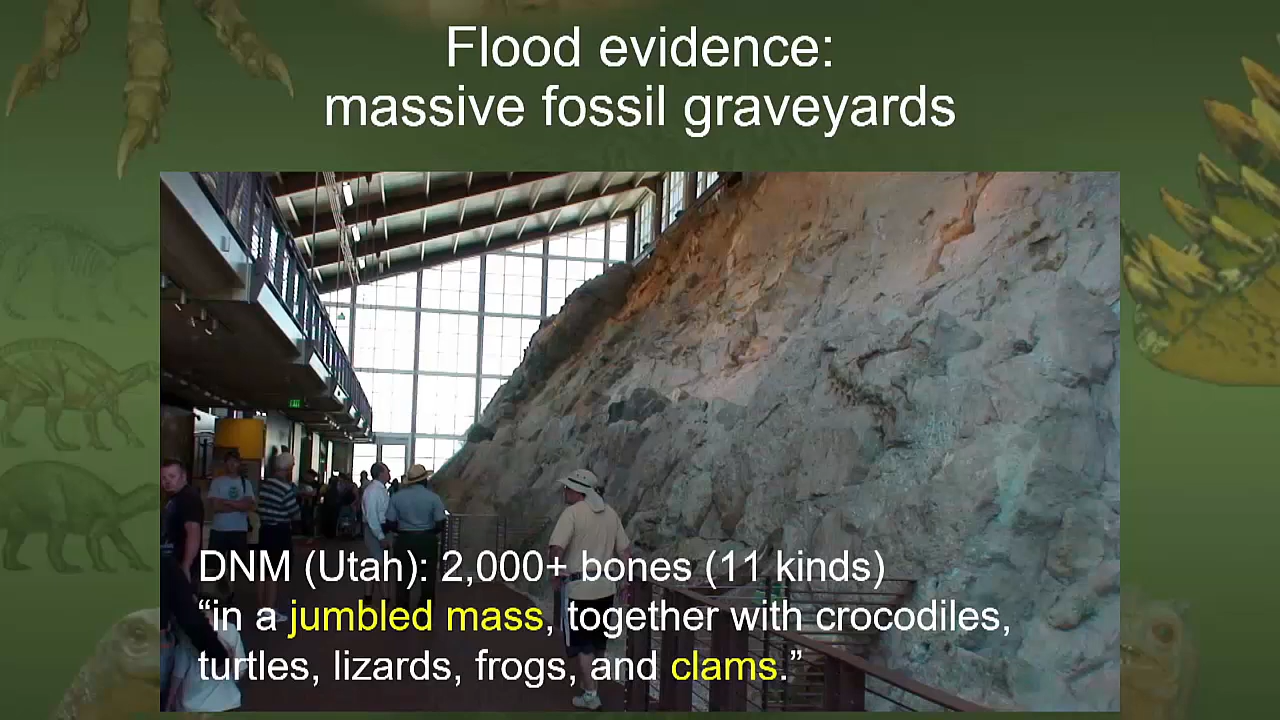 Flood evidence:
massive fossil graveyards
DNM (Utah): 2,000+ bones (11 kinds)
“in a jumbled mass, together with crocodiles,
turtles, lizards, frogs, and clams.”